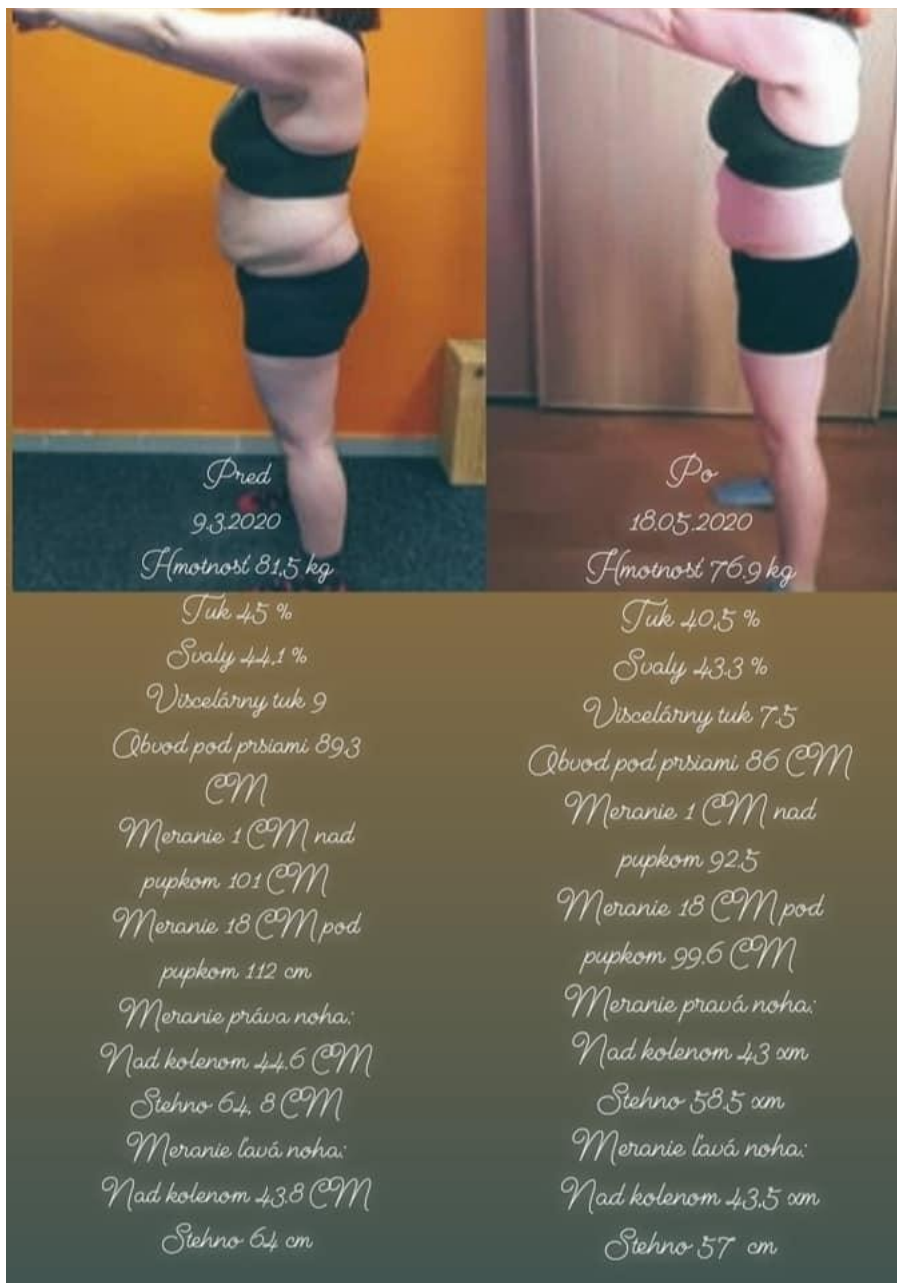 Pred
9.3.2020
Hmotnosť 81,5 kg
Tuk 45 %
Svaly 44,1 %
Viscelárny tuk 9
Obvod pod prsiami 89,3
CM
Meranie 1 CM nad
pupkom 101 CM
Meranie 18 CM pod
pupkom 112 cm
Meranie práva noha:
Nad kolenom 44,6 CM
Stehno 64, 8 CM
Meranie ľavá noha:
Nad kolenom 43,8 CM
Stehno 64 cm
Po
18.05.2020
Hmotnosť 76,9 kg
Tuk 40,5 %
Svaly 43,3 %
Viscelárny tuk 7,5
Obvod pod prsiami 86 CM
Meranie 1 CM nad
pupkom 92,5
Meranie 18 CM pod
pupkom 99,6 CM
Meranie pravá noha:
Nad kolenom 43 xm
Stehno 58,5 xm
Meranie ľavá noha:
Nad kolenom 43,5 xm
Stehno 57 cm